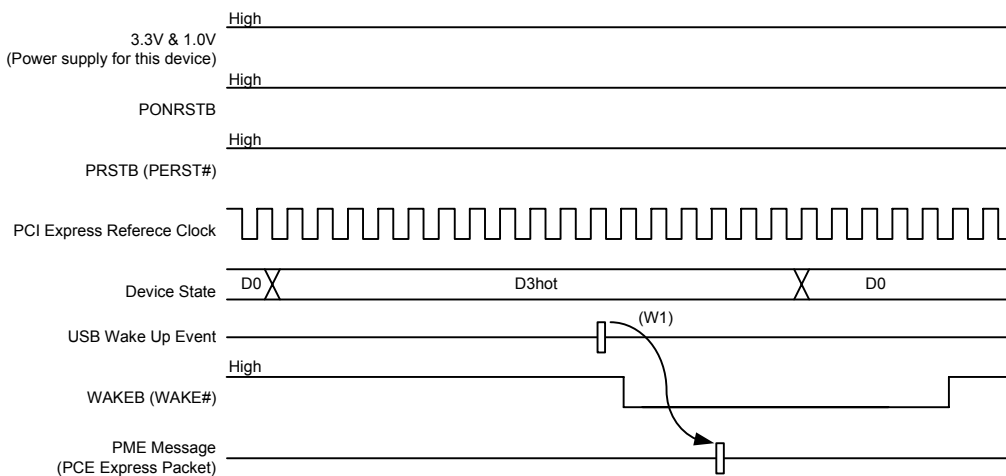 High
3.3V & 1.0V
(Power supply for this device)
High
PONRSTB
High
PRSTB (PERST#)
PCI Express Referece Clock
Device State
D0
D3hot
D0
USB Wake Up Event
(W1)
High
WAKEB (WAKE#)
PME Message
(PCE Express Packet)